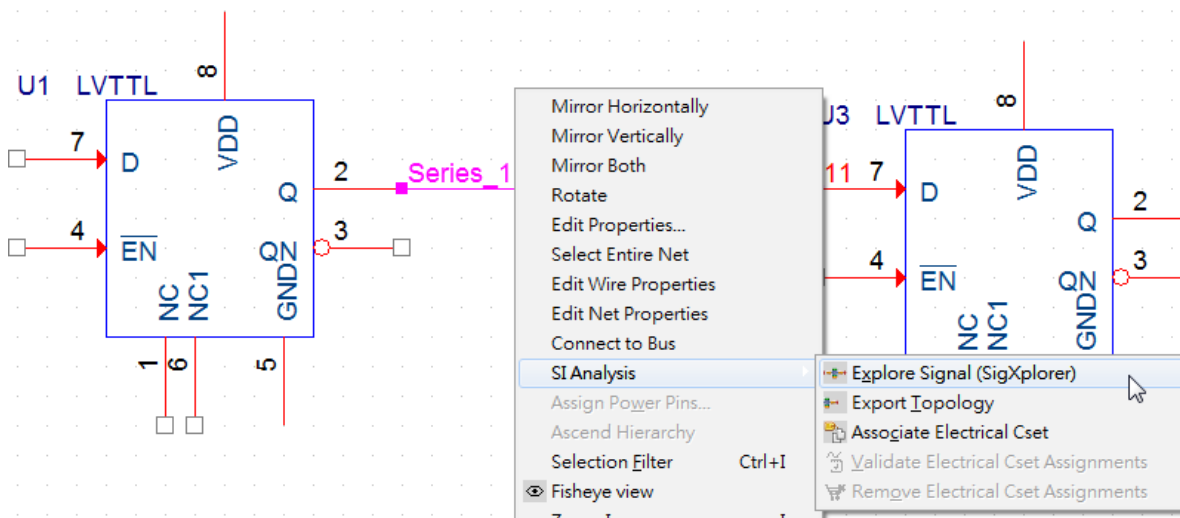 U1 LVTTL
8
VDD
7
D
2
Q
Series_1
4
EN
3
QN
GND
NC
NC1
1
6
5
Mirror Horizontally
Mirror Vertically
Mirror Both
Rotate
Edit Properties...
Select Entire Net
Edit Wire Properties
Edit Net Properties
Connect to Bus
SI Analysis
Assign Power Pins...
Ascend Hierarchy
Selection Filter Ctrl+I
Fisheye view
Explore Signal (SigXplorer)
Export Topology
Associate Electrical Cset
Validate Electrical Cset Assignments
Remove Electrical Cset Assignments
U3 LVTTL
8
VDD
11
7
D
2
Q
4
EN
3
QN
GND
NC
NC1